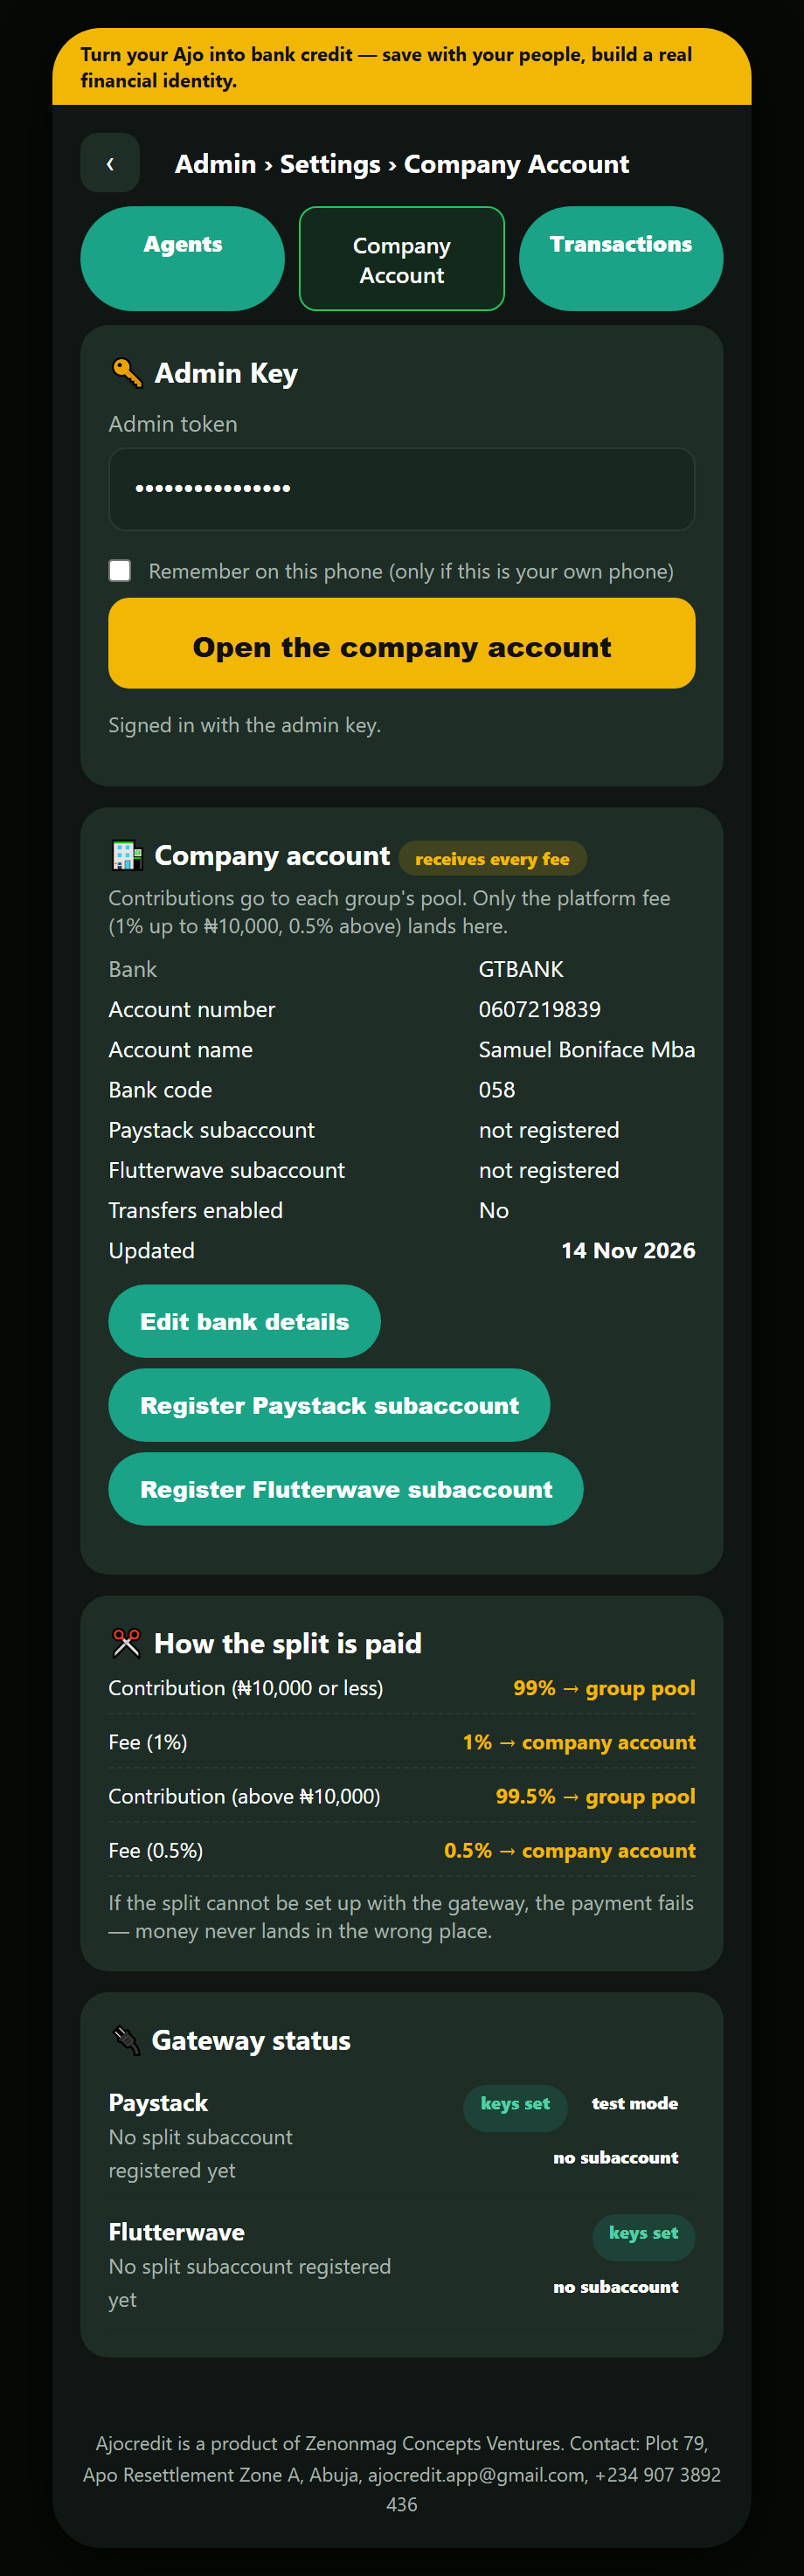 Turn your Ajo into bank credit — save with your people, build a real
financial identity.
‹
Admin › Settings › Company Account
Agents
Company
Account
Transactions
Admin Key
Admin token
••••••••••••••••
Remember on this phone (only if this is your own phone)
Open the company account
Signed in with the admin key.
Company account receives every fee
Contributions go to each group's pool. Only the platform fee
(1% up to ₦10,000, 0.5% above) lands here.
Bank GTBANK
Account number 0607219839
Account name Samuel Boniface Mba
Bank code 058
Paystack subaccount not registered
Flutterwave subaccount not registered
Transfers enabled No
Updated 14 Nov 2026
Edit bank details
Register Paystack subaccount
Register Flutterwave subaccount
How the split is paid
Contribution (₦10,000 or less) 99% → group pool
Fee (1%) 1% → company account
Contribution (above ₦10,000) 99.5% → group pool
Fee (0.5%) 0.5% → company account
If the split cannot be set up with the gateway, the payment fails
— money never lands in the wrong place.
Gateway status
Paystack keys set test mode
No split subaccount
registered yet
no subaccount
Flutterwave keys set
No split subaccount registered
yet
no subaccount
Ajocredit is a product of Zenonmag Concepts Ventures. Contact: Plot 79,
Apo Resettlement Zone A, Abuja, ajocredit.app@gmail.com, +234 907 3892
436